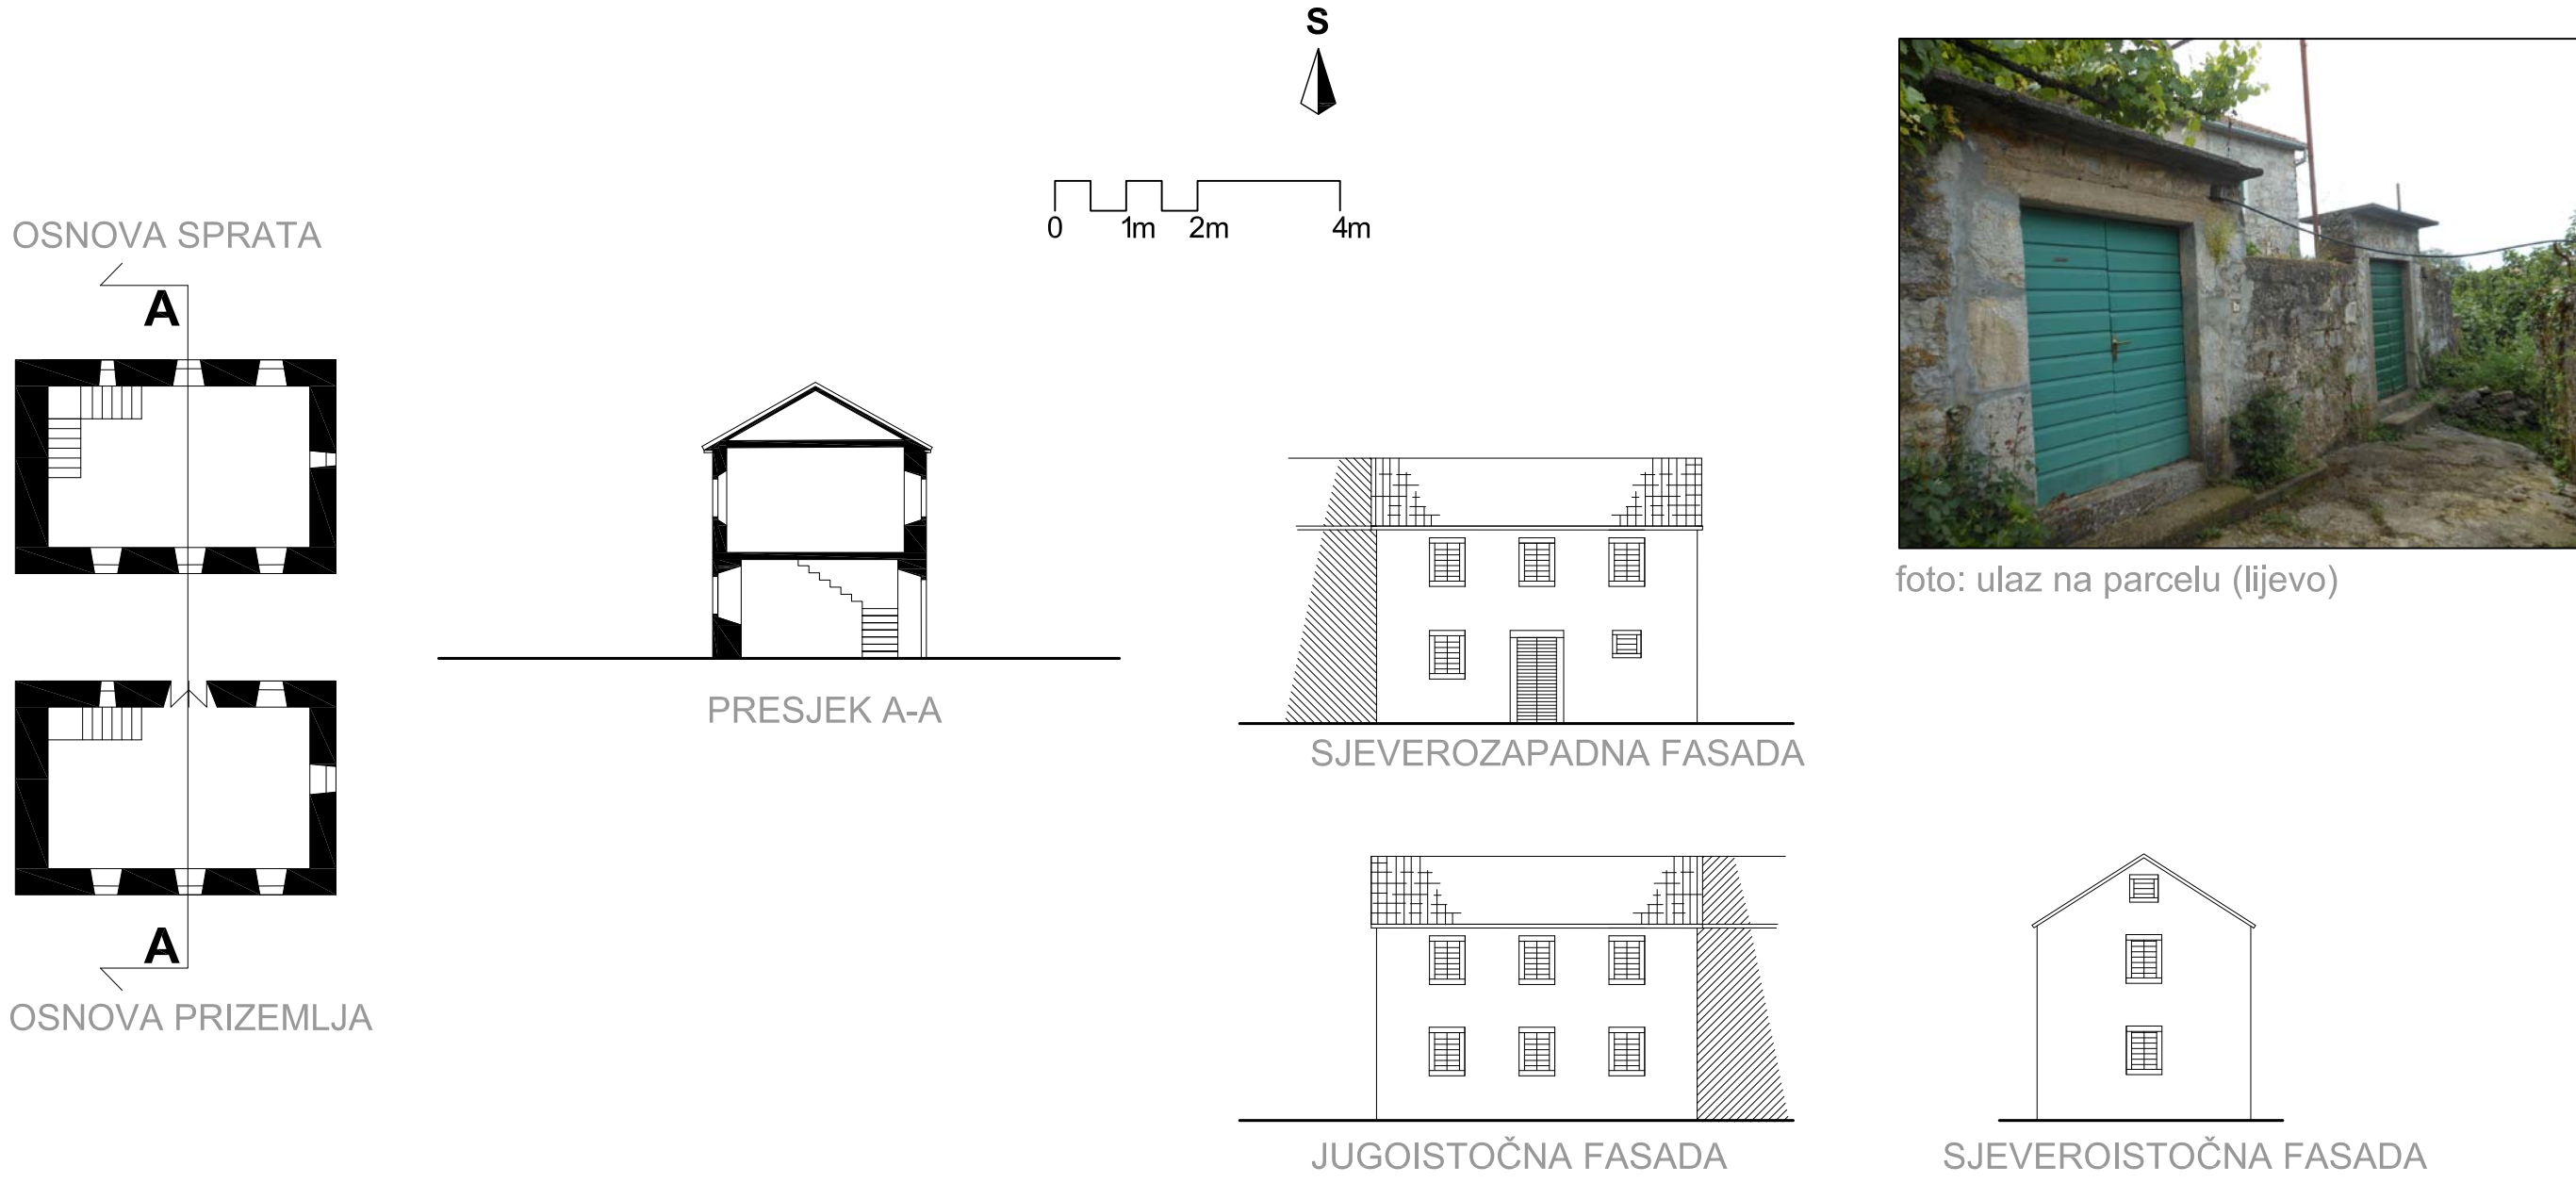 S
0 1m 2m 4m
OSNOVA SPRATA
A
A
OSNOVA PRIZEMLJA
PRESJEK A-A
SJEVEROZAPADNA FASADA
foto: ulaz na parcelu (lijevo)
JUGOISTOČNA FASADA
SJEVEROISTOČNA FASADA